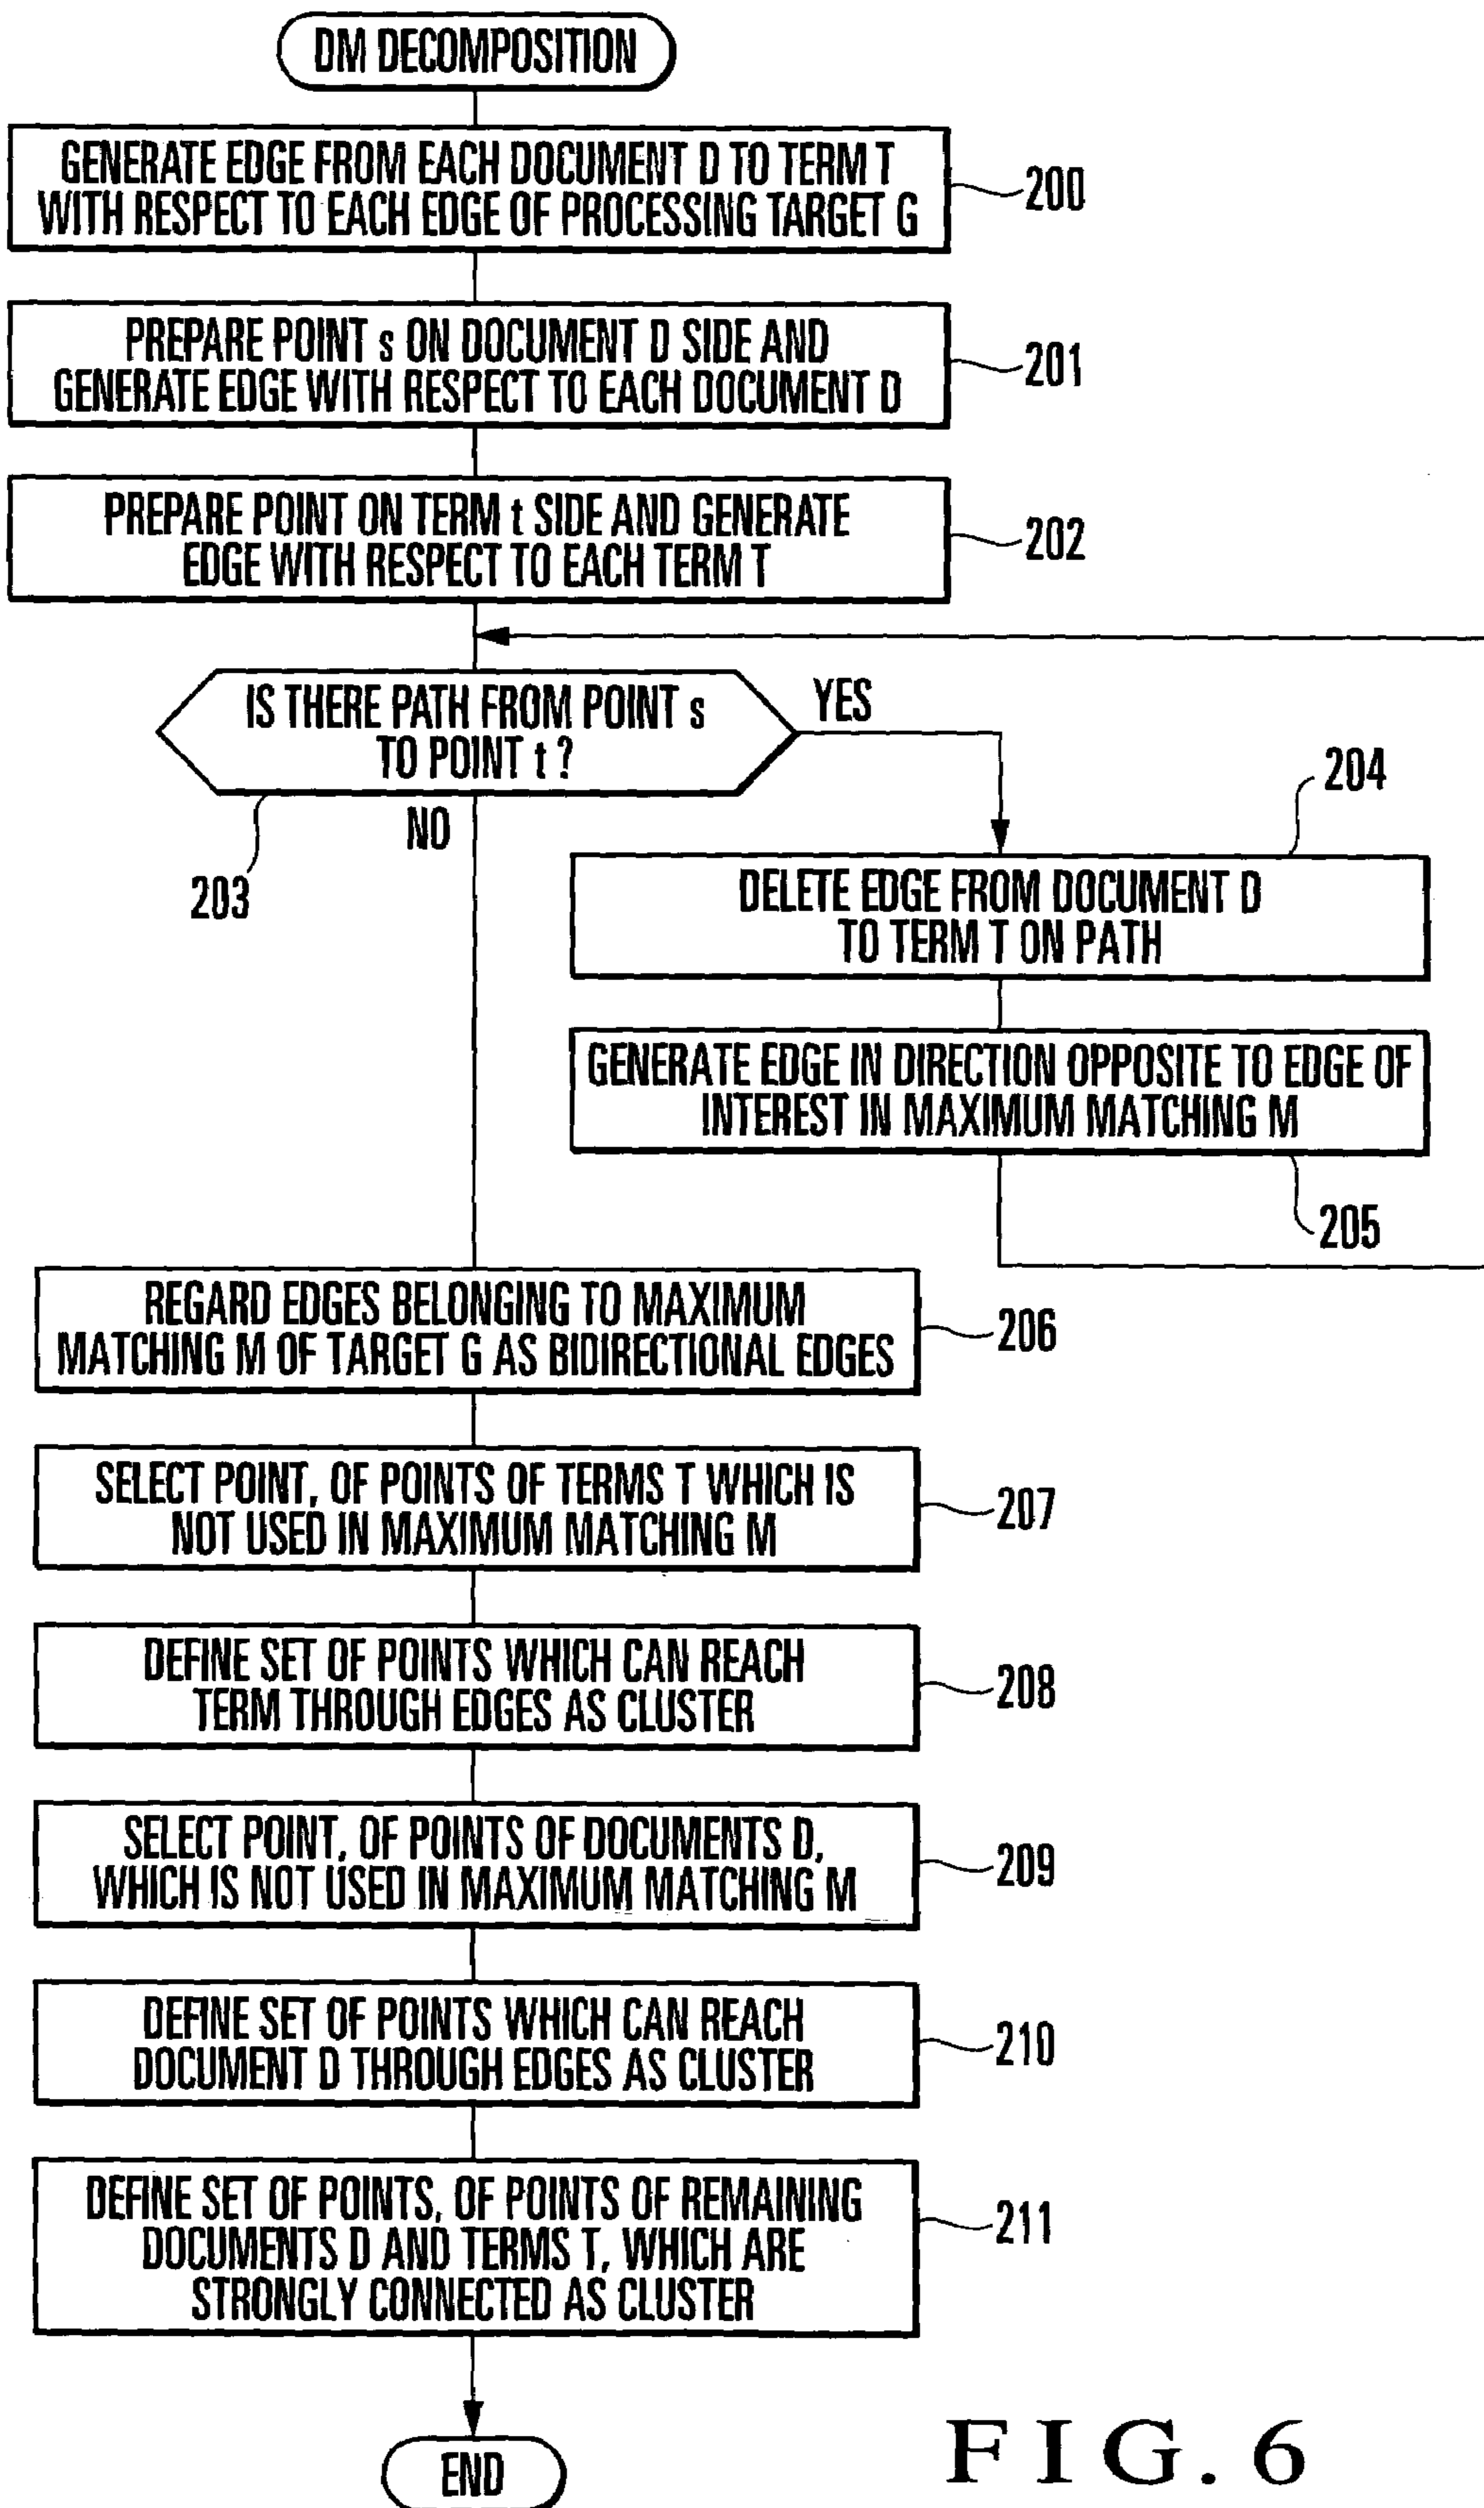 DM DECOMPOSITION
GENERATE EDGE FROM EACH DOCUMENT D TO TERM T
WITH RESPECT TO EACH EDGE OF PROCESSING TARGET G
200
PREPARE POINT s ON DOCUMENT D SIDE AND
GENERATE EDGE WITH RESPECT TO EACH DOCUMENT D
201
PREPARE POINT ON TERM t SIDE AND GENERATE
EDGE WITH RESPECT TO EACH TERM T
202
IS THERE PATH FROM POINT s
TO POINT t ?
YES
NO
203
204
DELETE EDGE FROM DOCUMENT D
TO TERM T ON PATH
GENERATE EDGE IN DIRECTION OPPOSITE TO EDGE OF
INTEREST IN MAXIMUM MATCHING M
205
REGARD EDGES BELONGING TO MAXIMUM
MATCHING M OF TARGET G AS BIDIRECTIONAL EDGES
206
SELECT POINT, OF POINTS OF TERMS T WHICH IS
NOT USED IN MAXIMUM MATCHING M
207
DEFINE SET OF POINTS WHICH CAN REACH
TERM THROUGH EDGES AS CLUSTER
208
SELECT POINT, OF POINTS OF DOCUMENTS D,
WHICH IS NOT USED IN MAXIMUM MATCHING M
209
DEFINE SET OF POINTS WHICH CAN REACH
DOCUMENT D THROUGH EDGES AS CLUSTER
210
DEFINE SET OF POINTS, OF POINTS OF REMAINING
DOCUMENTS D AND TERMS T, WHICH ARE
STRONGLY CONNECTED AS CLUSTER
211
END
FIG. 6